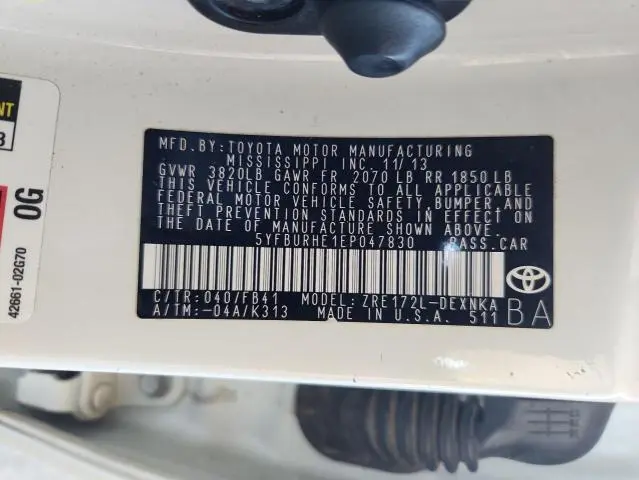 MFD.BY:TOYOTA MOTOR MANUFACTURING
MISSISSIPPI INC. 11/13
GVWR 3820LB GAWR FR 2070 LB RR 1850 LB
THIS VEHICLE CONFORMS TO ALL APPLICABLE
FEDERAL MOTOR VEHICLE SAFETY, BUMPER, AND
THEFT PREVENTION STANDARDS IN EFFECT ON
THE DATE OF MANUFACTURE SHOWN ABOVE.
5YFBURHE1EP047830 PASS.CAR
C/TR: 040/FB41 MODEL: ZRE172L-DEXNKA
A/TM:-04A/K313 MADE IN U.S.A. 511
BA
0G
42661-02G70